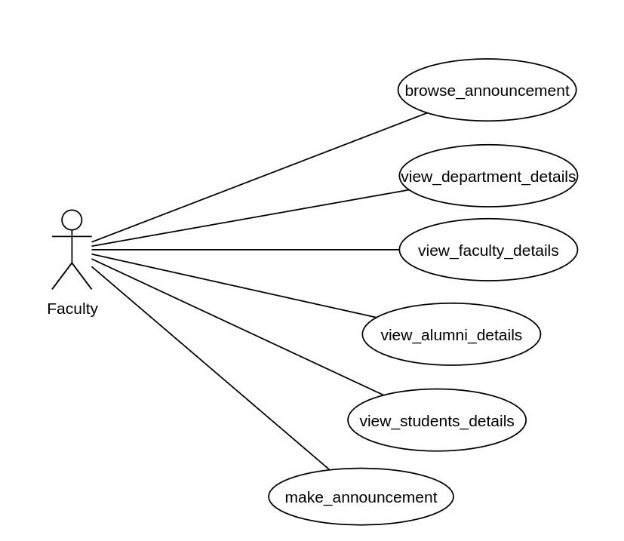 browse_announcement
view_department_details
view_faculty_details
Faculty
view_alumni_details
view_students_details
make_announcement